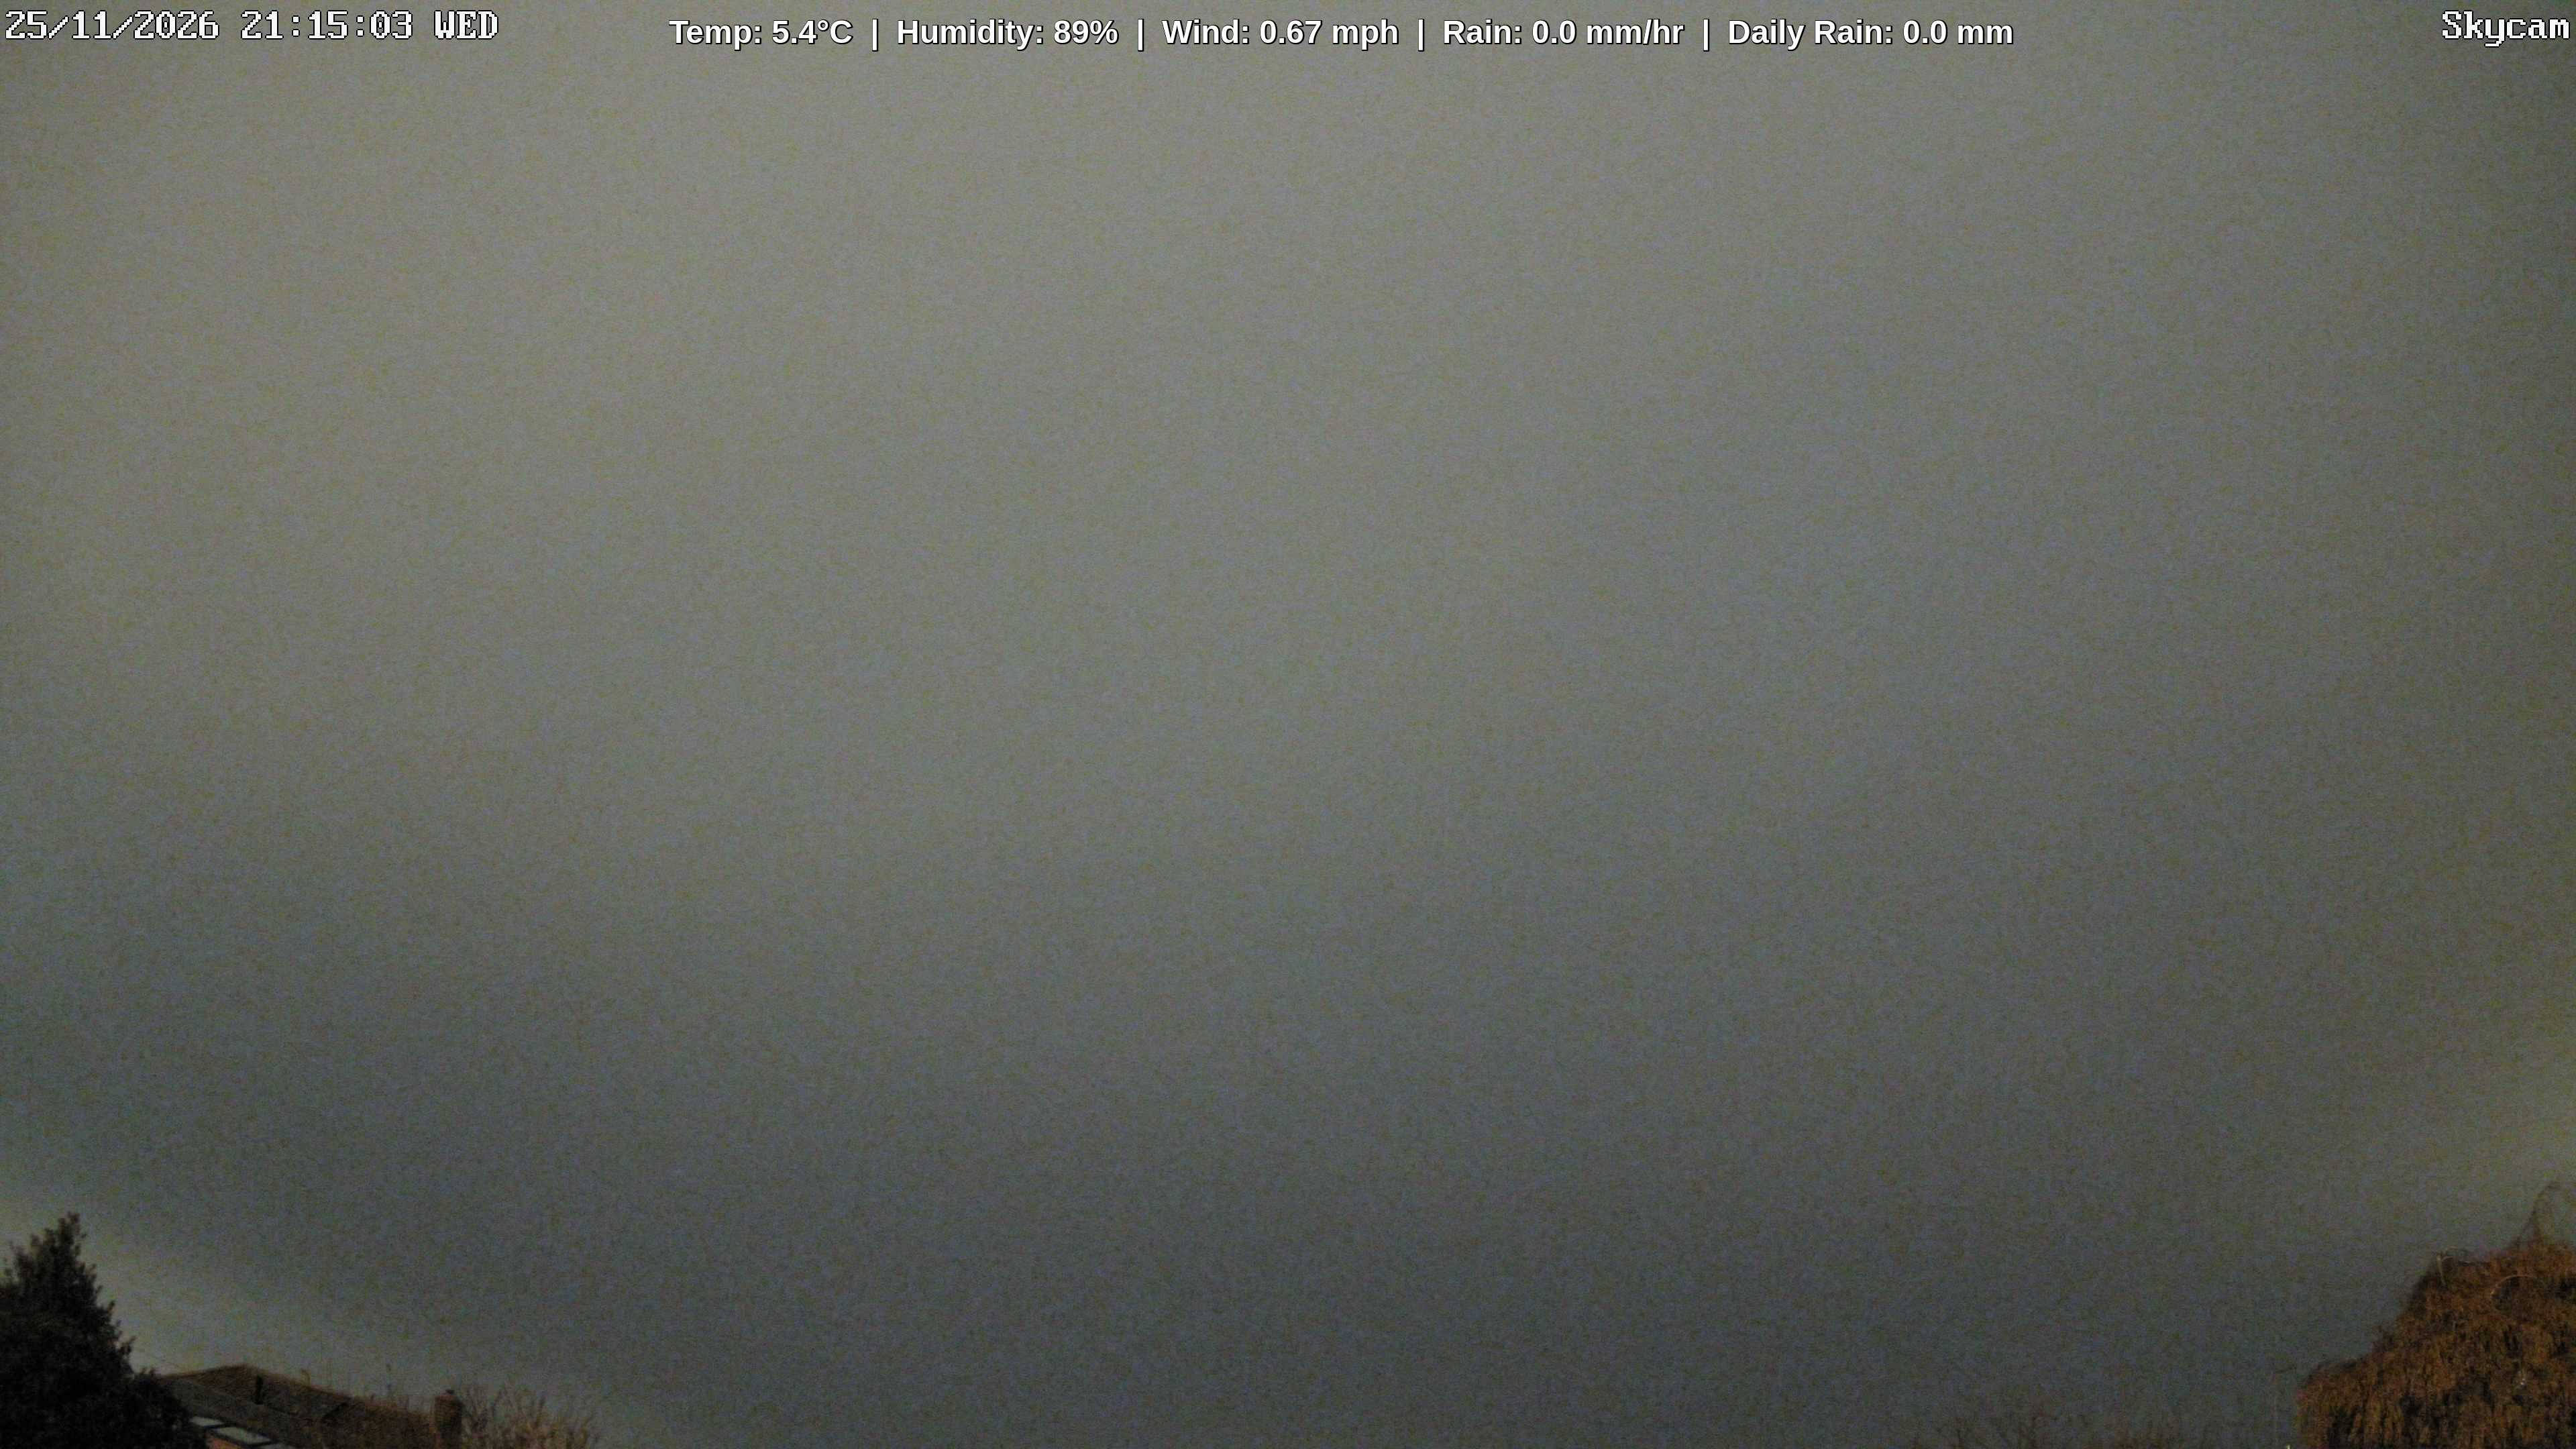 25/11/2026 21:15:03 WED
Temp: 5.4°C | Humidity: 89% | Wind: 0.67 mph | Rain: 0.0 mm/hr | Daily Rain: 0.0 mm
Skycam